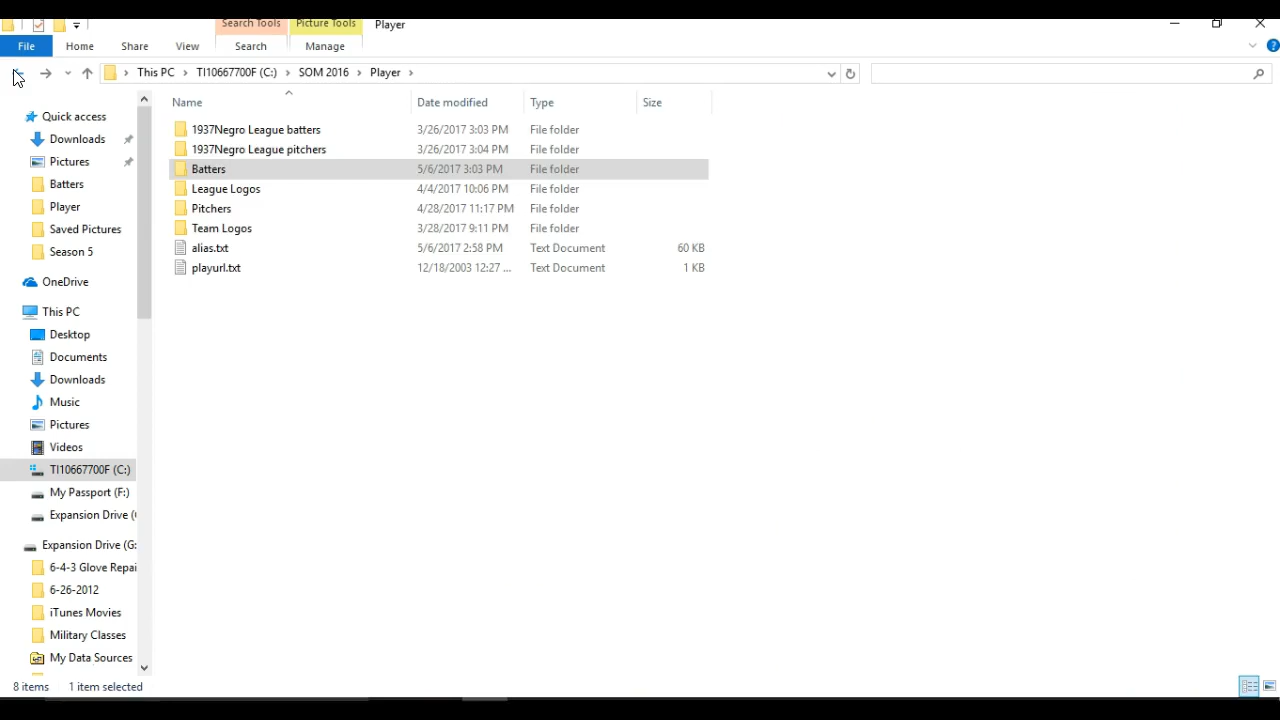 Search Tools Picture Tools Player
File Home Share View Search Manage
This PC TI10667700F (C:) SOM 2016 Player
Name Date modified Type Size
1937Negro League batters 3/26/2017 3:03 PM File folder
1937Negro League pitchers 3/26/2017 3:04 PM File folder
Batters 5/6/2017 3:03 PM File folder
League Logos 4/4/2017 10:06 PM File folder
Pitchers 4/28/2017 11:17 PM File folder
Team Logos 3/28/2017 9:11 PM File folder
alias.txt 5/6/2017 2:58 PM Text Document 60 KB
playurl.txt 12/18/2003 12:27 ... Text Document 1 KB
Quick access
Downloads
Pictures
Batters
Player
Saved Pictures
Season 5
OneDrive
This PC
Desktop
Documents
Downloads
Music
Pictures
Videos
TI10667700F (C:)
My Passport (F:)
Expansion Drive (
Expansion Drive (G:
6-4-3 Glove Repai
6-26-2012
iTunes Movies
Military Classes
My Data Sources
8 items 1 item selected